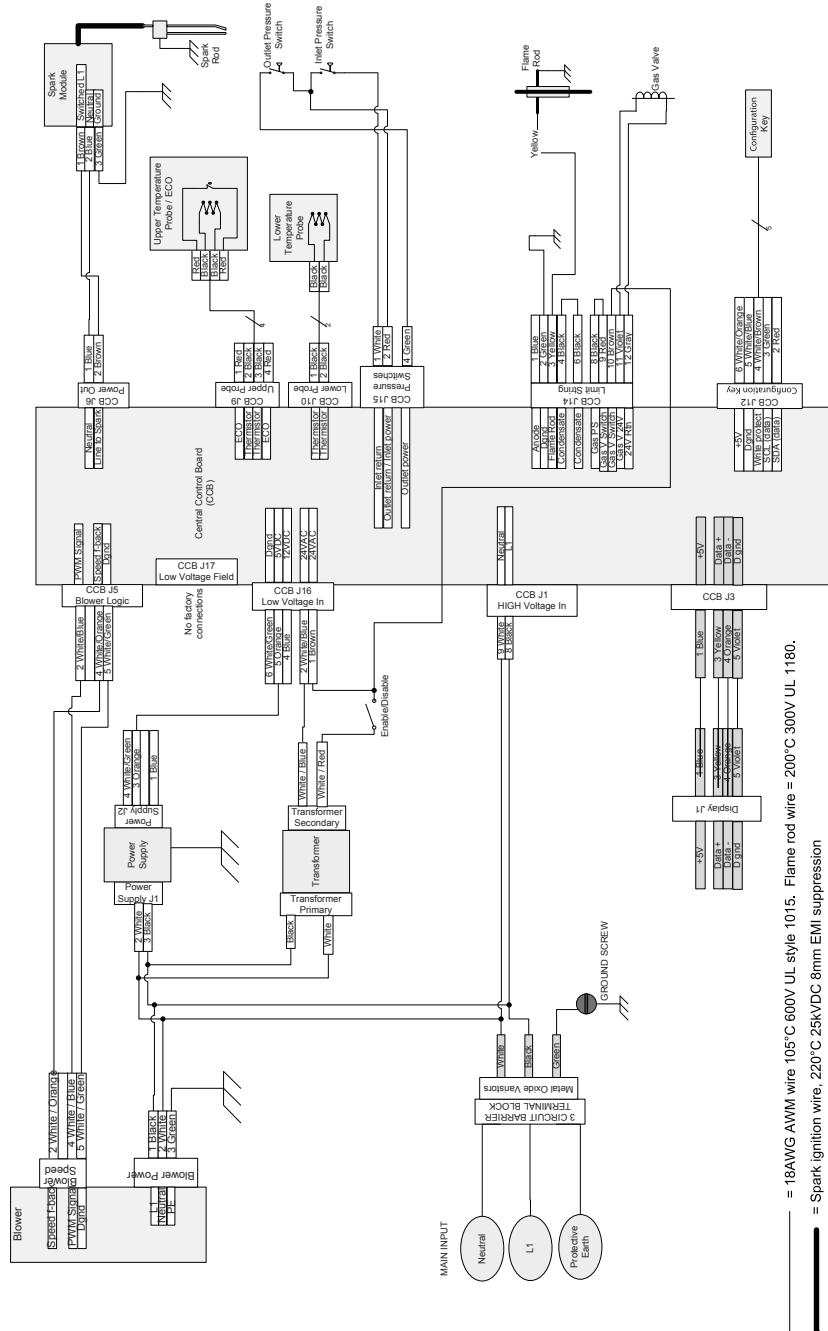 Spark
Module
Switched L1
Neutral
Ground
1 Brown
2 Blue
3 Green
Spark
Rod
Outlet Pressure
Switch
Inlet Pressure
Switch
Flame
Rod
Yellow
Gas Valve
Configuration
Key
5
Upper Temperature
Probe / ECO
Red
Black
Black
Red
4
Lower
Temperature
Probe
Black
Black
2
1 Blue
2 Brown
CCB J6
Power Out
Neutral
Line to Spark
1 Red
2 Black
3 Black
4 Red
CCB J9
Upper Probe
ECO
Thermistor
Thermistor
ECO
1 Black
2 Black
CCB J10
Lower Probe
Thermistor
Thermistor
1 White
2 Red
4 Green
CCB J15
Pressure
Switches
Inlet return
Outlet return / Inlet power
Outlet power
1 Blue
2 Green
3 Yellow
4 Black
6 Black
8 Black
9 Red
10 Brown
11 Violet
12 Gray
CCB J14
Limit String
Anode
Dgnd
Flame Rod
Condensate
Condensate
Gas PS
Gas V Switch
Gas V Switch
Gas V 24V
24V Rtn
6 White/Orange
5 White/Blue
4 White/Brown
3 Green
2 Red
CCB J12
Configuration Key
+5V
Dgnd
Write protect
SCL (data)
SDA (data)
Central Control Board
(CCB)
PWM Signal
Speed f-back
Dgnd
CCB J5
Blower Logic
2 White/Blue
4 White/Orange
5 White/Green
CCB J17
Low Voltage Field
No factory
connections
Dgnd
5VDC
12VDC
24VAC
24VAC
CCB J16
Low Voltage In
6 White/Green
5 Orange
4 Blue
2 White/Blue
1 Brown
Enable/Disable
Neutral
L1
CCB J1
HIGH Voltage In
9 White
8 Black
+5V
Data +
Data -
D gnd
CCB J3
1 Blue
3 Yellow
4 Orange
5 Violet
1 Blue
3 Yellow
4 Orange
5 Violet
Display J1
+5V
Data +
Data -
D gnd
4 White/Green
3 Orange
1 Blue
Power
Supply J2
Power
Supply
Power
Supply J1
2 White
3 Black
White / Blue
White / Red
Transformer
Secondary
Transformer
Transformer
Primary
Black
White
Blower
Speed f-back
PWM Signal
Dgnd
Blower
Speed
2 White / Orange
4 White / Blue
5 White / Green
L1
Neutral
PE
Blower Power
1 Black
2 White
3 Green
MAIN INPUT
Neutral
L1
Protective
Earth
3 CIRCUIT BARRIER
TERMINAL BLOCK
Metal Oxide Varistors
White
Black
Green
GROUND SCREW
= 18AWG AWM wire 105°C 600V UL style 1015. Flame rod wire = 200°C 300V UL 1180.
= Spark ignition wire, 220°C 25kVDC 8mm EMI suppression